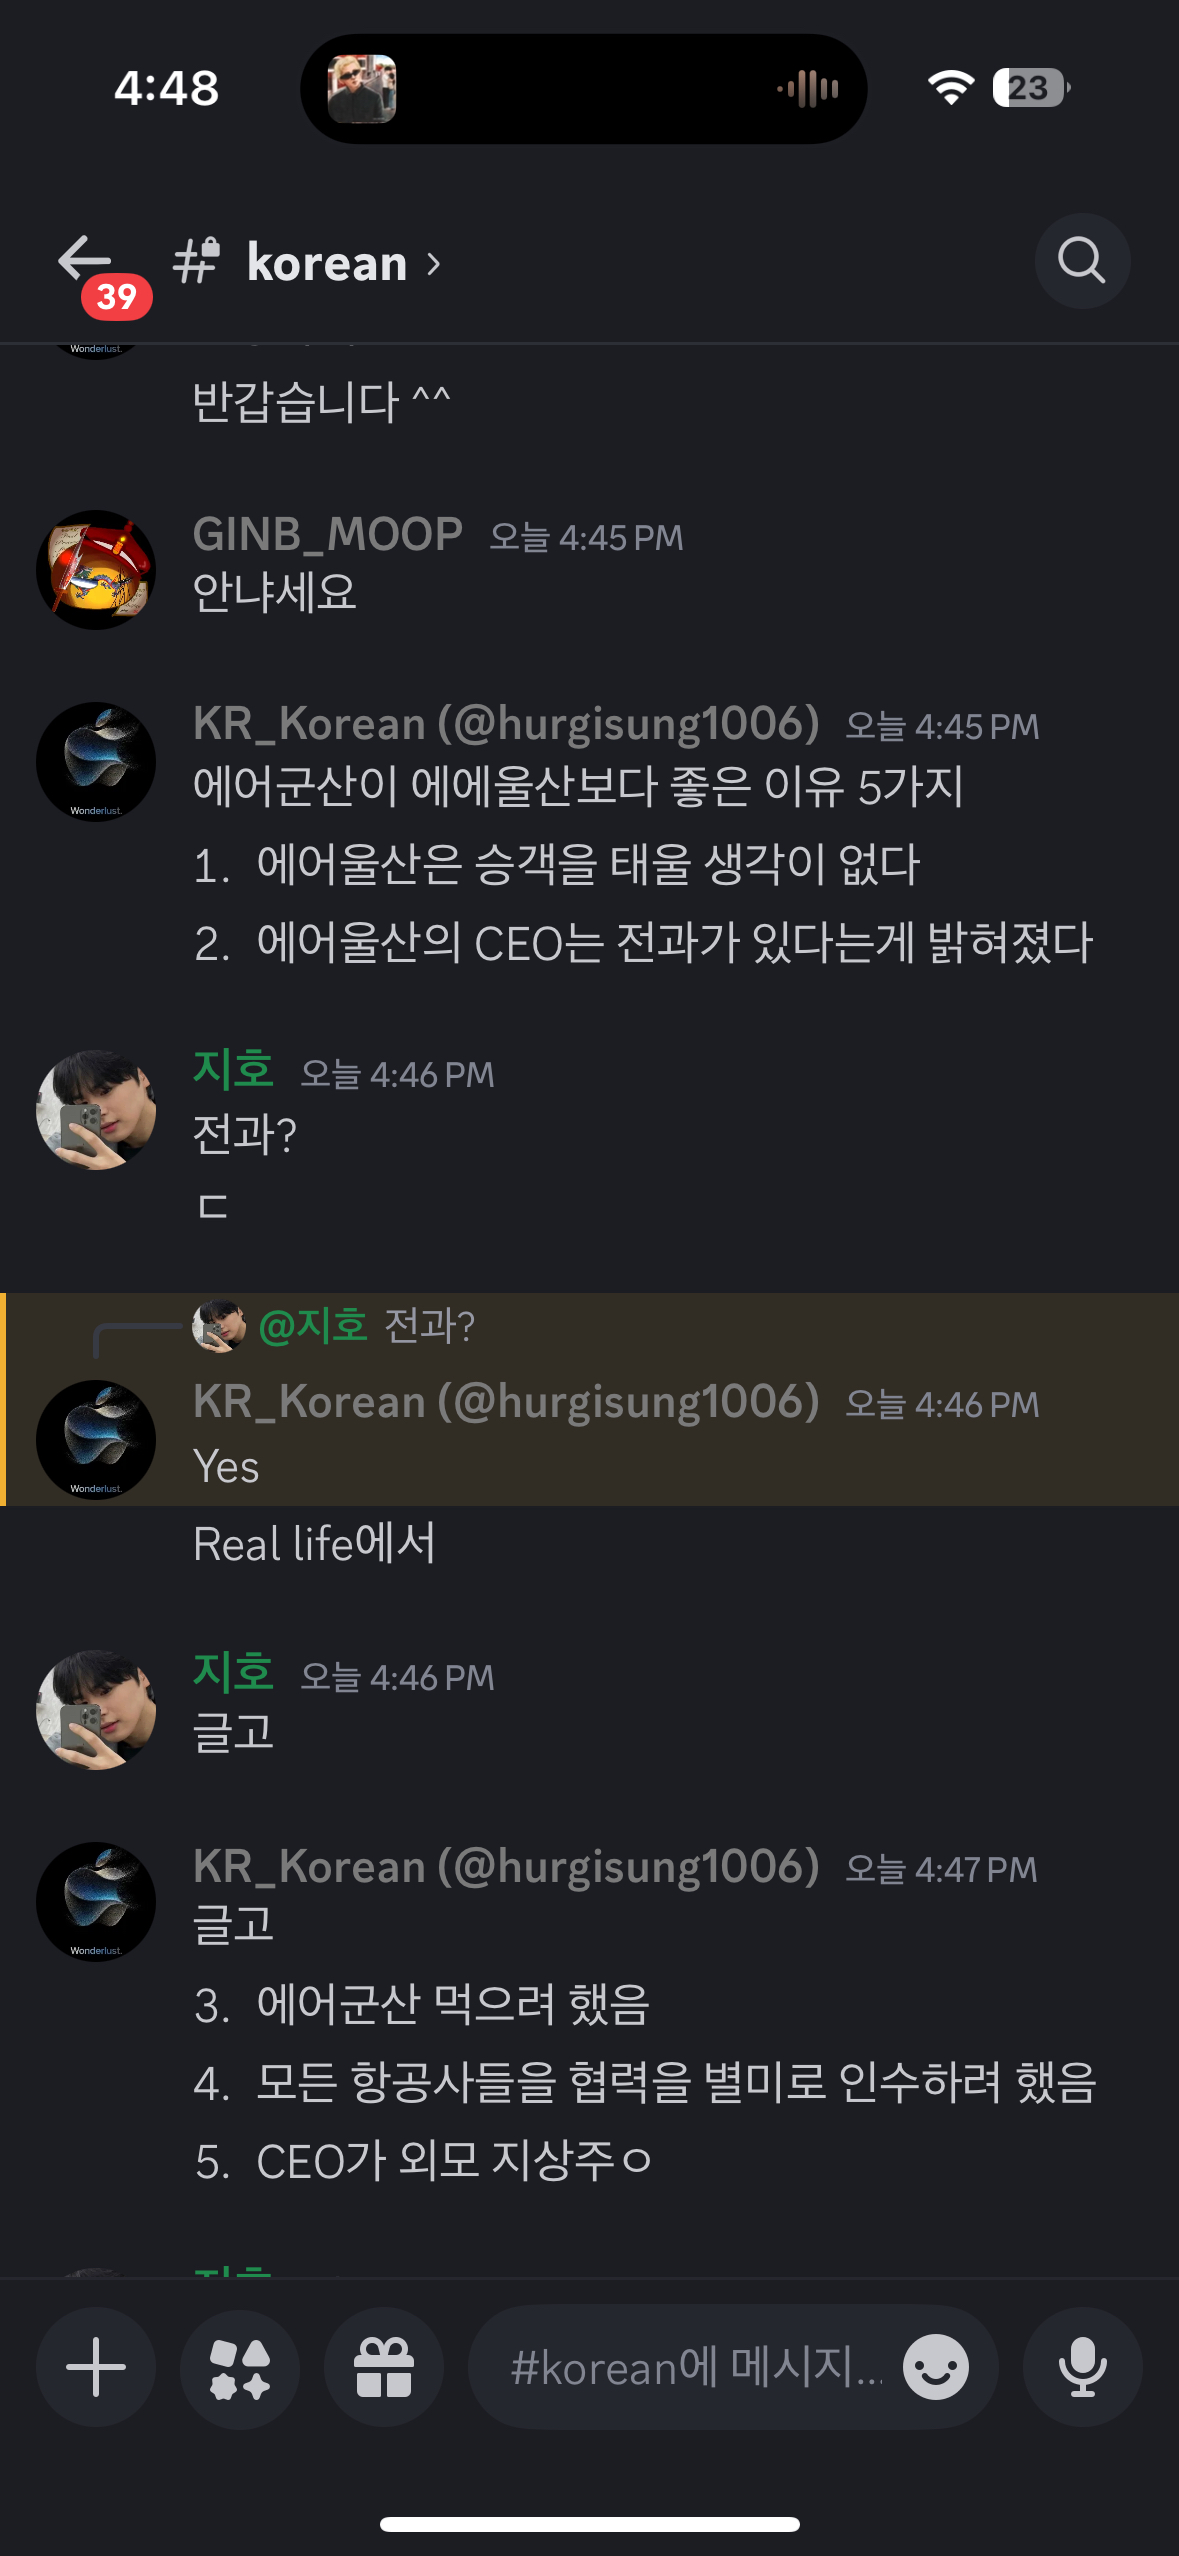 4:48
23
39
korean
Wonderlust.
반갑습니다 ^^
GINB_MOOP 오늘 4:45 PM
안냐세요
KR_Korean (@hurgisung1006) 오늘 4:45 PM
Wonderlust.
에어군산이 에에울산보다 좋은 이유 5가지
1. 에어울산은 승객을 태울 생각이 없다
2. 에어울산의 CEO는 전과가 있다는게 밝혀졌다
지호 오늘 4:46 PM
전과?
ㄷ
@지호 전과?
KR_Korean (@hurgisung1006) 오늘 4:46 PM
Wonderlust.
Yes
Real life에서
지호 오늘 4:46 PM
글고
KR_Korean (@hurgisung1006) 오늘 4:47 PM
Wonderlust.
글고
3. 에어군산 먹으려 했음
4. 모든 항공사들을 협력을 별미로 인수하려 했음
5. CEO가 외모 지상주ㅇ
지호
#korean에 메시지...